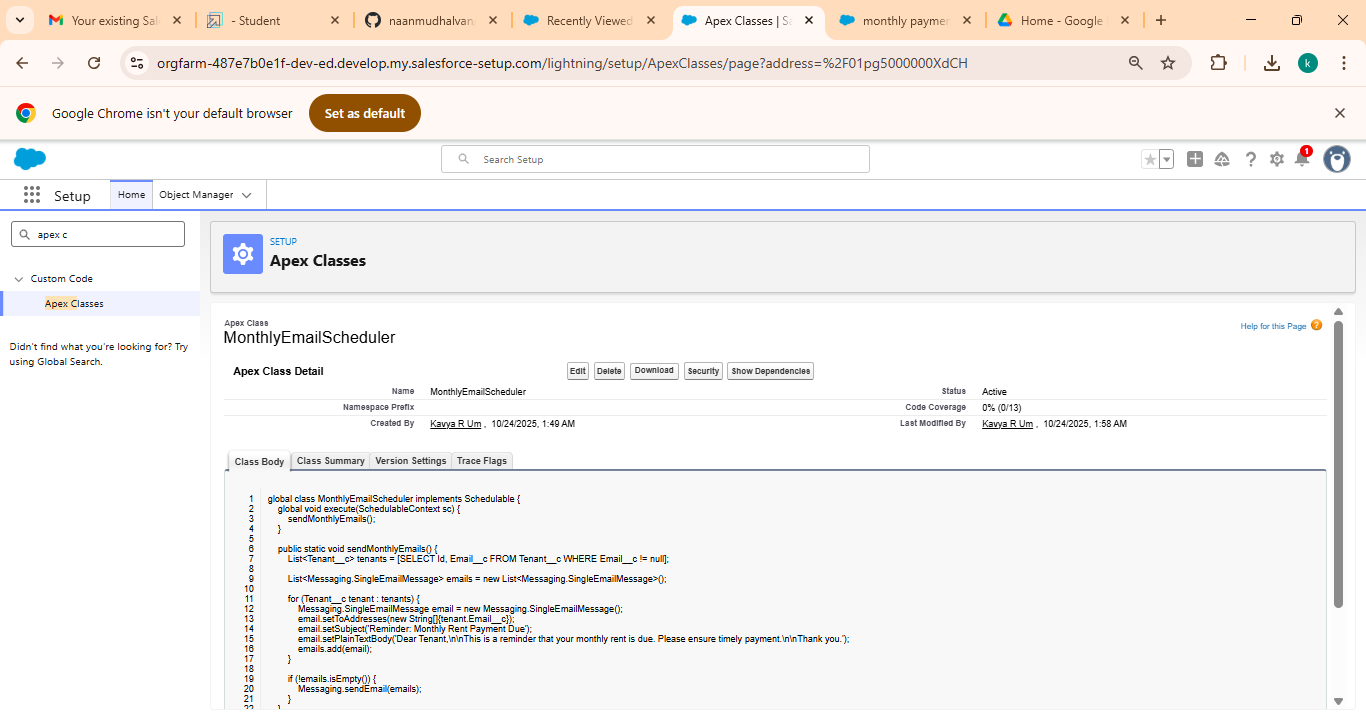 Your existing Sal
- Student
naanmudhalvan
Recently Viewed
Apex Classes | Sa
monthly paymen
Home - Google
orgfarm-487e7b0e1f-dev-ed.develop.my.salesforce-setup.com/lightning/setup/ApexClasses/page?address=%2F01pg5000000XdCH
k
Google Chrome isn't your default browser
Set as default
Search Setup
1
Setup
Home
Object Manager
apex c
Custom Code
Apex Classes
Didn't find what you're looking for? Try
using Global Search.
SETUP
Apex Classes
Apex Class
MonthlyEmailScheduler
Help for this Page ?
Apex Class Detail
Edit Delete Download Security Show Dependencies
Name MonthlyEmailScheduler Status Active
Namespace Prefix Code Coverage 0% (0/13)
Created By Kavya R Um , 10/24/2025, 1:49 AM Last Modified By Kavya R Um , 10/24/2025, 1:58 AM
Class Body Class Summary Version Settings Trace Flags
1 global class MonthlyEmailScheduler implements Schedulable {
2 global void execute(SchedulableContext sc) {
3 sendMonthlyEmails();
4 }
5
6 public static void sendMonthlyEmails() {
7 List<Tenant__c> tenants = [SELECT Id, Email__c FROM Tenant__c WHERE Email__c != null];
8
9 List<Messaging.SingleEmailMessage> emails = new List<Messaging.SingleEmailMessage>();
10
11 for (Tenant__c tenant : tenants) {
12 Messaging.SingleEmailMessage email = new Messaging.SingleEmailMessage();
13 email.setToAddresses(new String[]{tenant.Email__c});
14 email.setSubject('Reminder: Monthly Rent Payment Due');
15 email.setPlainTextBody('Dear Tenant,\n\nThis is a reminder that your monthly rent is due. Please ensure timely payment.\n\nThank you.');
16 emails.add(email);
17 }
18
19 if (!emails.isEmpty()) {
20 Messaging.sendEmail(emails);
21 }
22 }